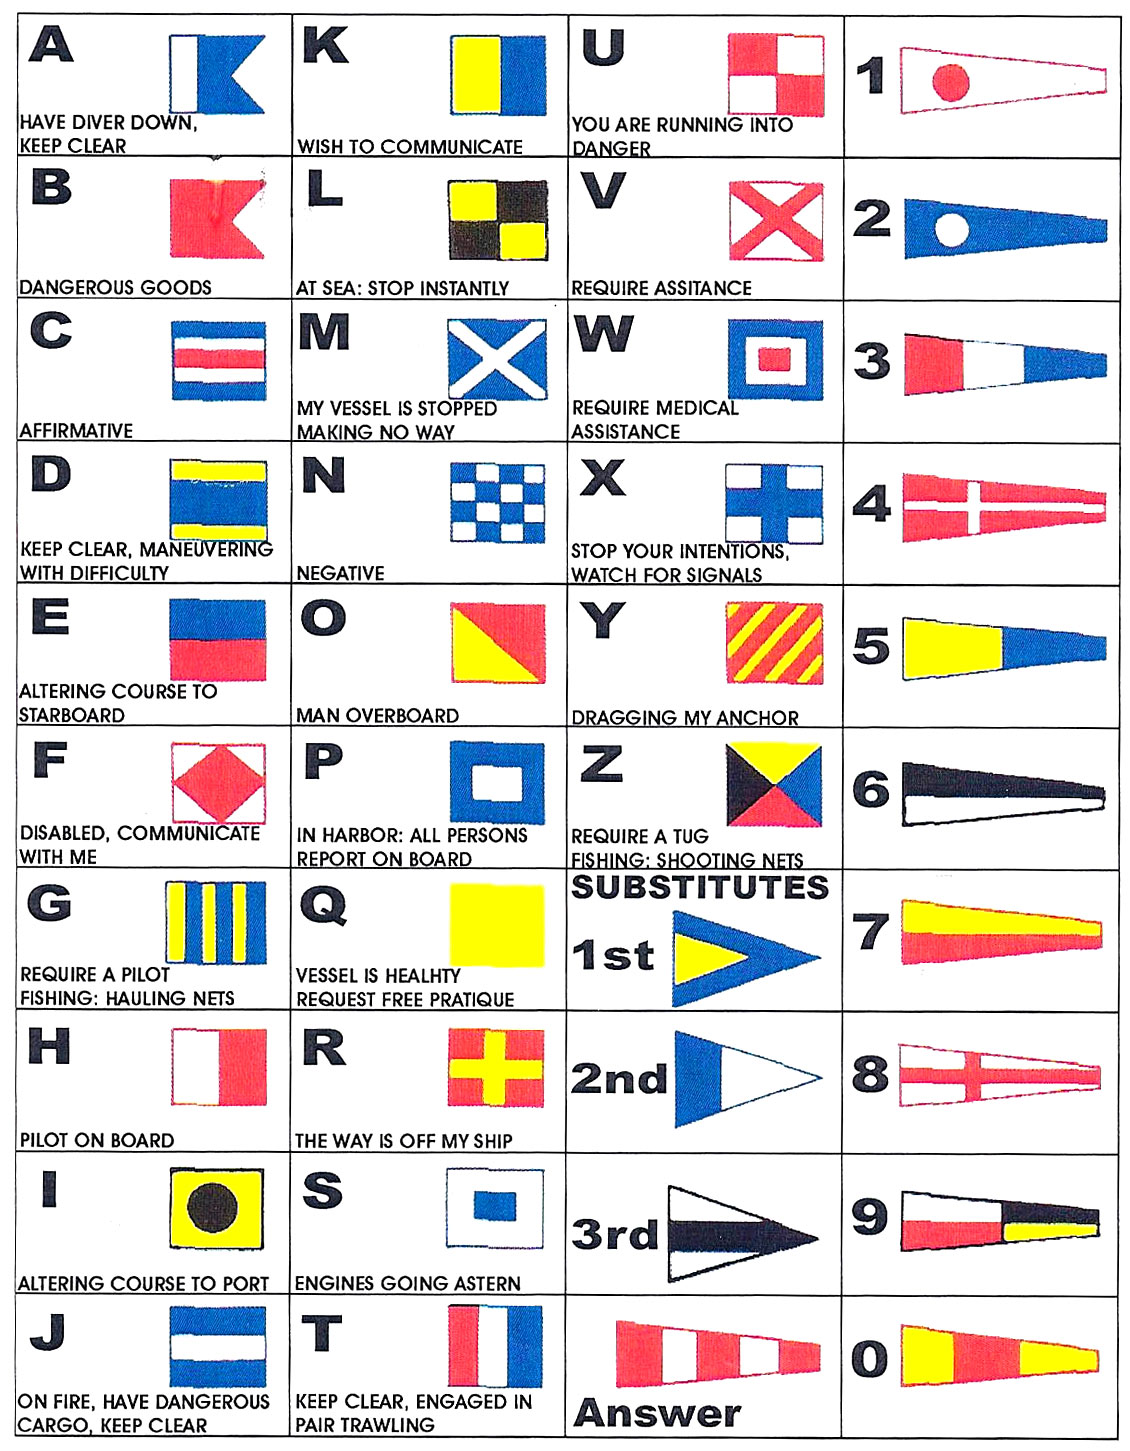 A
HAVE DIVER DOWN,
KEEP CLEAR
B
DANGEROUS GOODS
C
AFFIRMATIVE
D
KEEP CLEAR, MANEUVERING
WITH DIFFICULTY
E
ALTERING COURSE TO
STARBOARD
F
DISABLED, COMMUNICATE
WITH ME
G
REQUIRE A PILOT
FISHING: HAULING NETS
H
PILOT ON BOARD
I
ALTERING COURSE TO PORT
J
ON FIRE, HAVE DANGEROUS
CARGO, KEEP CLEAR
K
WISH TO COMMUNICATE
L
AT SEA: STOP INSTANTLY
M
MY VESSEL IS STOPPED
MAKING NO WAY
N
NEGATIVE
O
MAN OVERBOARD
P
IN HARBOR: ALL PERSONS
REPORT ON BOARD
Q
VESSEL IS HEALHTY
REQUEST FREE PRATIQUE
R
THE WAY IS OFF MY SHIP
S
ENGINES GOING ASTERN
T
KEEP CLEAR, ENGAGED IN
PAIR TRAWLING
U
YOU ARE RUNNING INTO
DANGER
V
REQUIRE ASSITANCE
W
REQUIRE MEDICAL
ASSISTANCE
X
STOP YOUR INTENTIONS,
WATCH FOR SIGNALS
Y
DRAGGING MY ANCHOR
Z
REQUIRE A TUG
FISHING: SHOOTING NETS
SUBSTITUTES
1st
2nd
3rd
Answer
1
2
3
4
5
6
7
8
9
0